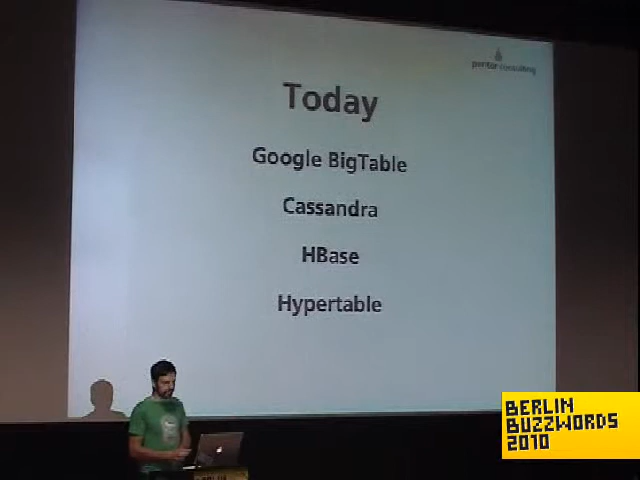 Today
Google BigTable
Cassandra
HBase
Hypertable
BERLIN
BUZZWORDS
2010